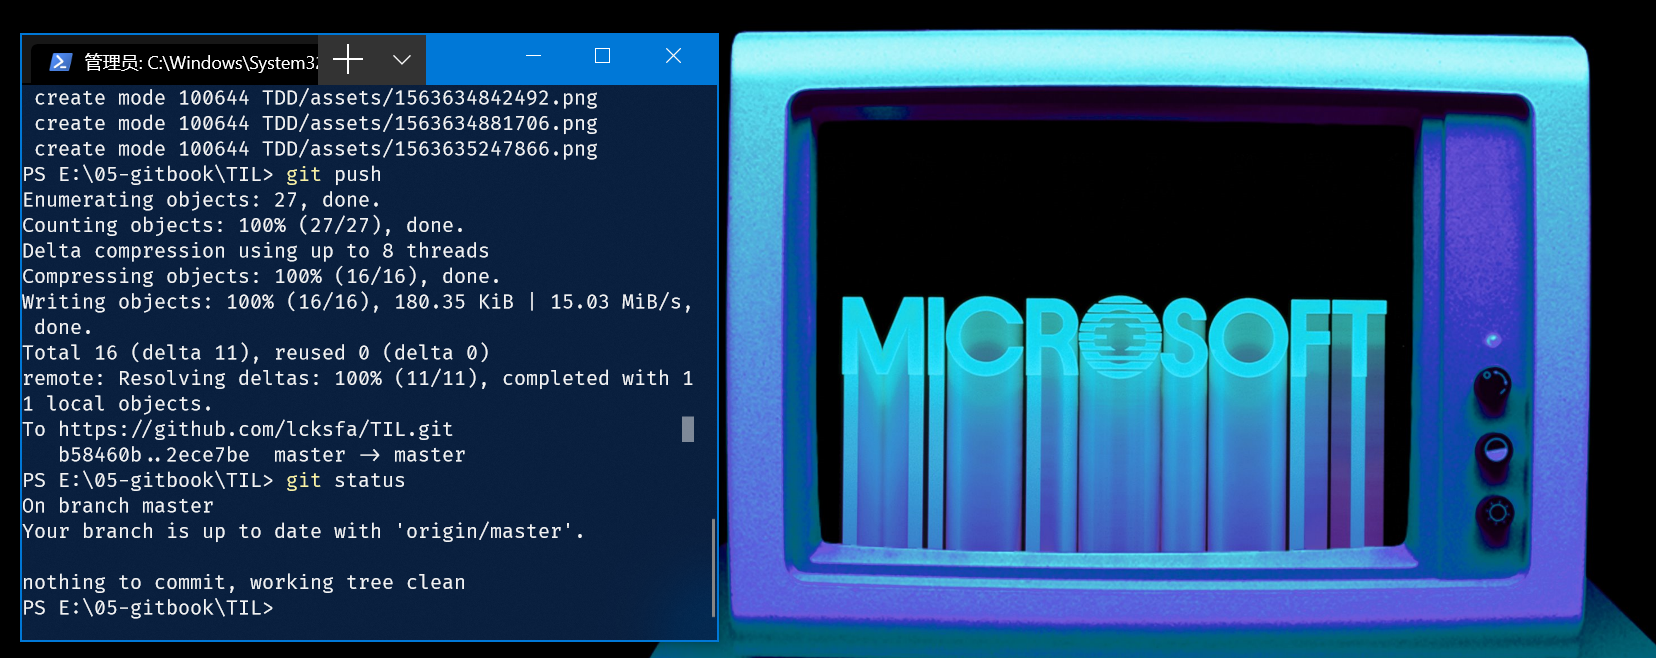 管理员: C:\Windows\System32
create mode 100644 TDD/assets/1563634842492.png
create mode 100644 TDD/assets/1563634881706.png
create mode 100644 TDD/assets/1563635247866.png
PS E:\05-gitbook\TIL> git push
Enumerating objects: 27, done.
Counting objects: 100% (27/27), done.
Delta compression using up to 8 threads
Compressing objects: 100% (16/16), done.
Writing objects: 100% (16/16), 180.35 KiB | 15.03 MiB/s,
done.
Total 16 (delta 11), reused 0 (delta 0)
remote: Resolving deltas: 100% (11/11), completed with 1
1 local objects.
To https://github.com/lcksfa/TIL.git
b58460b..2ece7be  master -> master
PS E:\05-gitbook\TIL> git status
On branch master
Your branch is up to date with 'origin/master'.
nothing to commit, working tree clean
PS E:\05-gitbook\TIL>
MICROSOFT